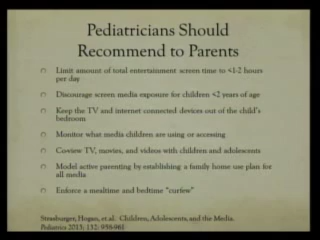 Pediatricians Should
Recommend to Parents
Limit amount of total entertainment screen time to <1-2 hours
per day
Discourage screen media exposure for children <2 years of age
Keep the TV and internet connected devices out of the child's
bedroom
Monitor what media children are using or accessing
Co-view TV, movies, and videos with children and adolescents
Model active parenting by establishing a family home use plan for
all media
Enforce a mealtime and bedtime "curfew"
Strasburger, Hogan, et.al. Children, Adolescents, and the Media.
Pediatrics 2013; 132: 958-961